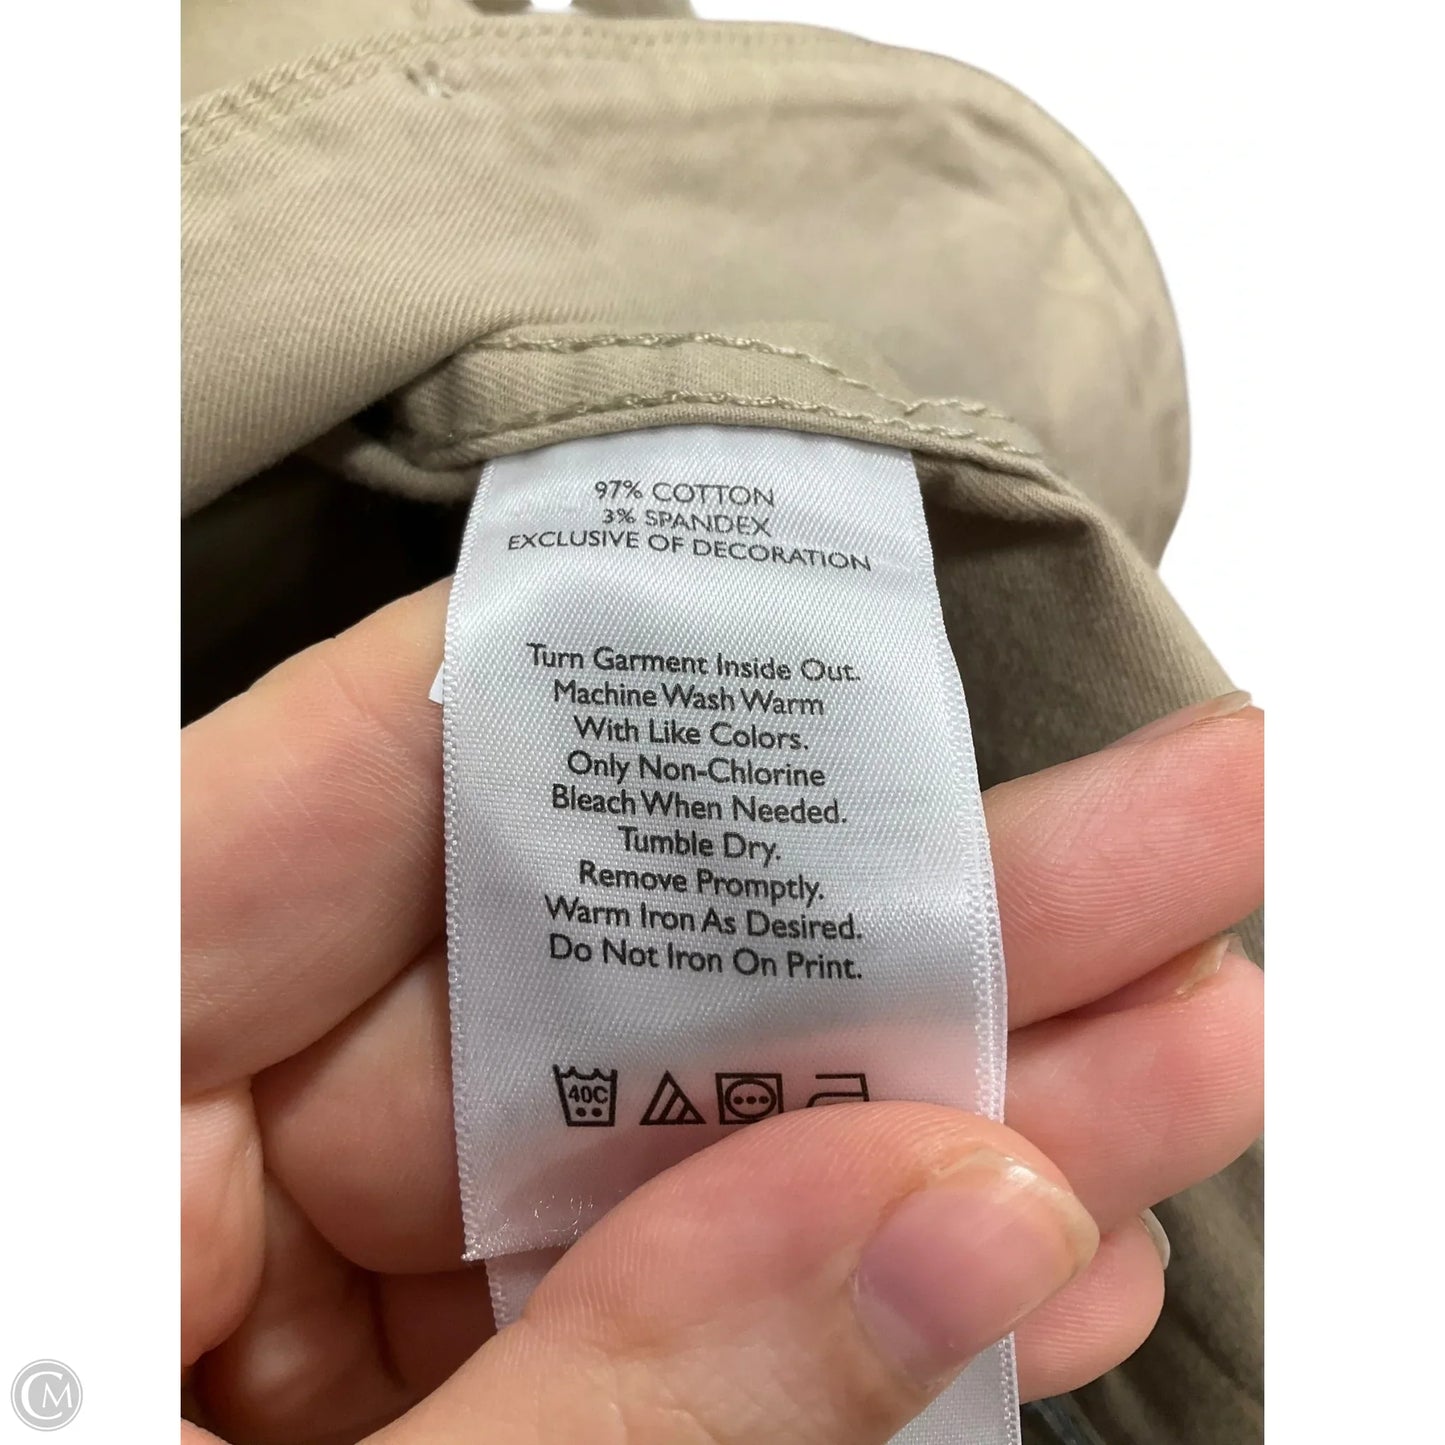 97% COTTON
3% SPANDEX
EXCLUSIVE OF DECORATION
Turn Garment Inside Out.
Machine Wash Warm
With Like Colors.
Only Non-Chlorine
Bleach When Needed.
Tumble Dry.
Remove Promptly.
Warm Iron As Desired.
Do Not Iron On Print.
40C
CM